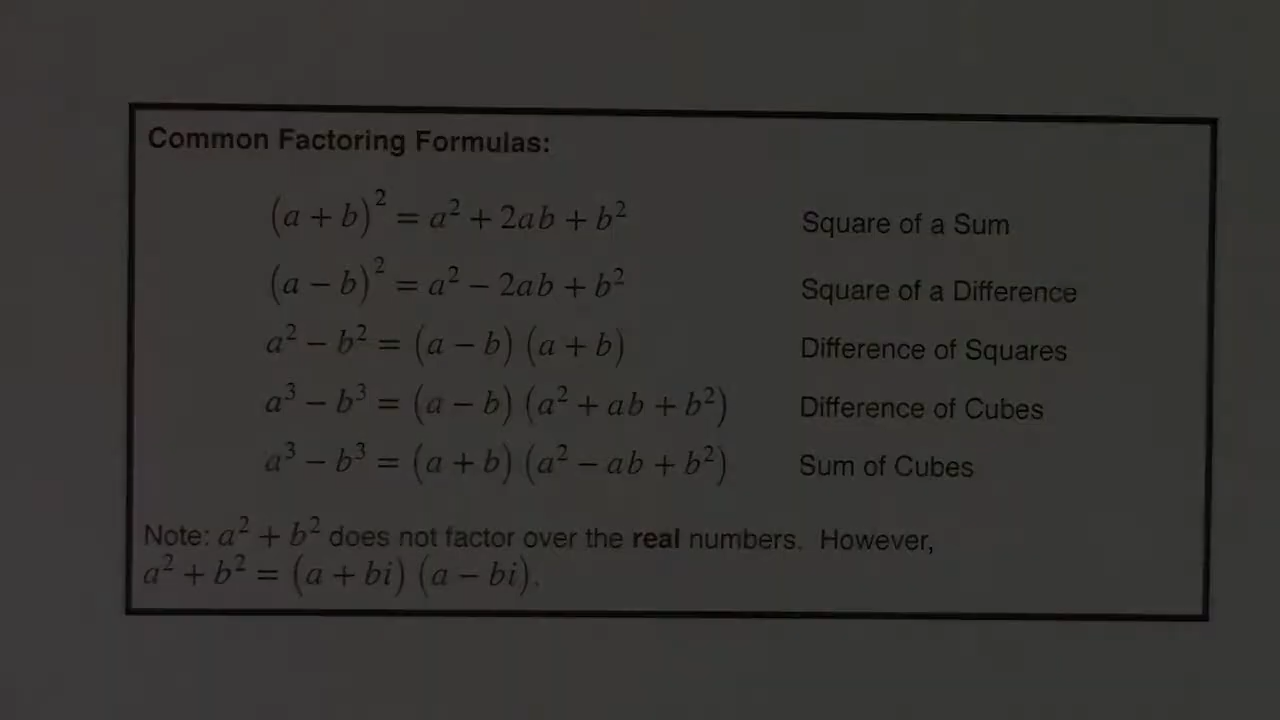 Common Factoring Formulas:
(a + b)² = a² + 2ab + b² Square of a Sum
(a − b)² = a² − 2ab + b² Square of a Difference
a² − b² = (a − b) (a + b) Difference of Squares
a³ − b³ = (a − b) (a² + ab + b²) Difference of Cubes
a³ − b³ = (a + b) (a² − ab + b²) Sum of Cubes
Note: a² + b² does not factor over the real numbers. However,
a² + b² = (a + bi) (a − bi).